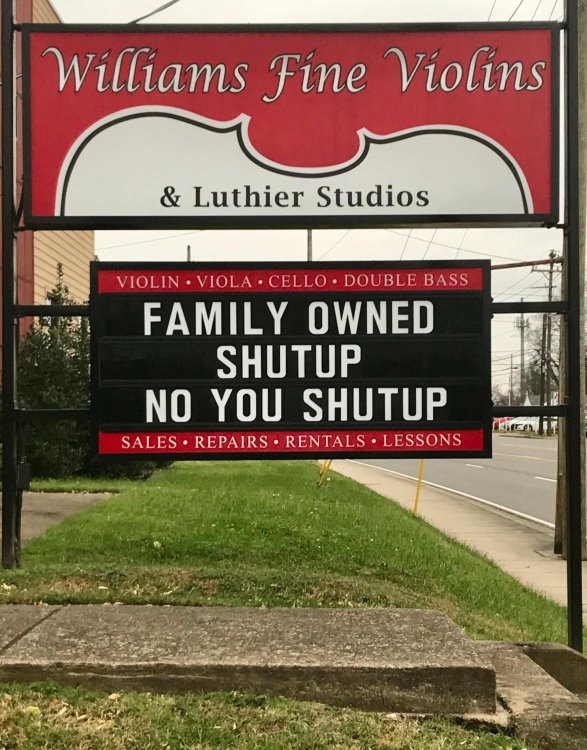 Williams Fine Violins
& Luthier Studios
VIOLIN • VIOLA • CELLO • DOUBLE BASS
FAMILY OWNED
SHUTUP
NO YOU SHUTUP
SALES • REPAIRS • RENTALS • LESSONS